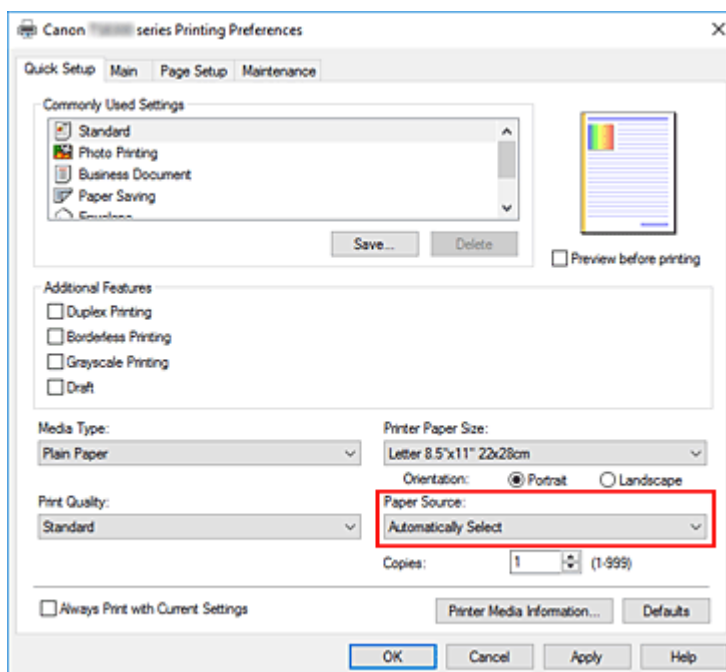 Canon series Printing Preferences
Quick Setup Main Page Setup Maintenance
Commonly Used Settings
Standard
Photo Printing
Business Document
Paper Saving
Envelope
Save... Delete
Preview before printing
Additional Features
Duplex Printing
Borderless Printing
Grayscale Printing
Draft
Media Type: Printer Paper Size:
Plain Paper Letter 8.5"x11" 22x28cm
Orientation: Portrait Landscape
Print Quality: Paper Source:
Standard Automatically Select
Copies: 1 (1-999)
Always Print with Current Settings Printer Media Information... Defaults
OK Cancel Apply Help